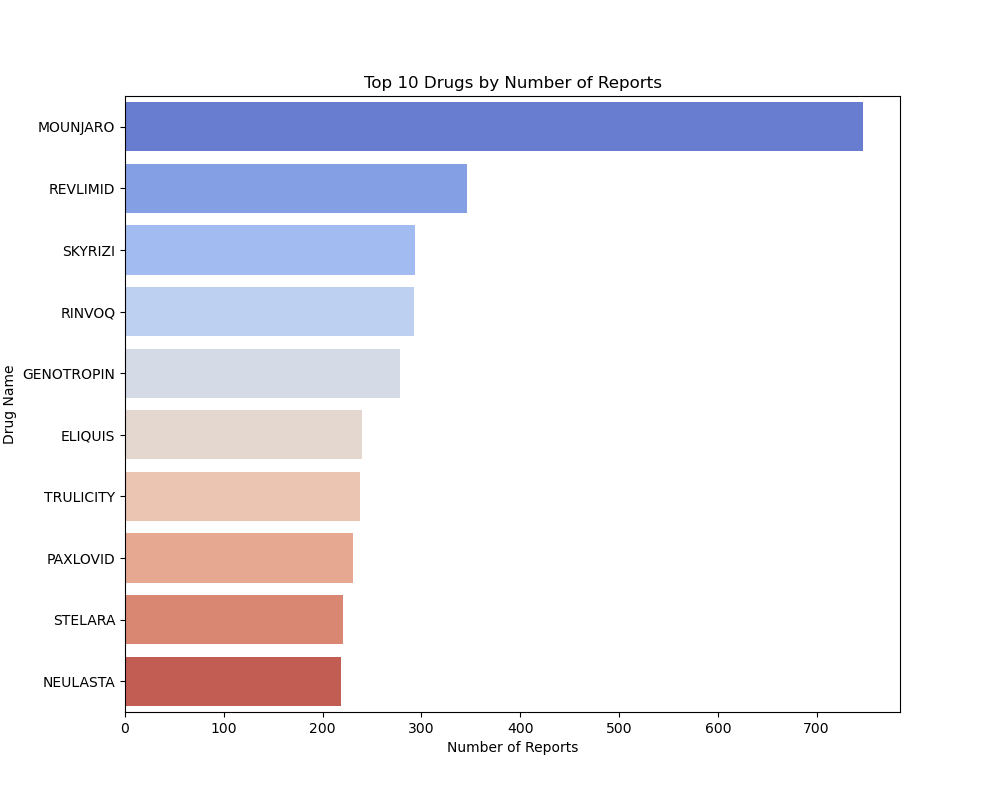 Top 10 Drugs by Number of Reports
MOUNJARO
REVLIMID
SKYRIZI
RINVOQ
GENOTROPIN
ELIQUIS
TRULICITY
PAXLOVID
STELARA
NEULASTA
Drug Name
0 100 200 300 400 500 600 700
Number of Reports